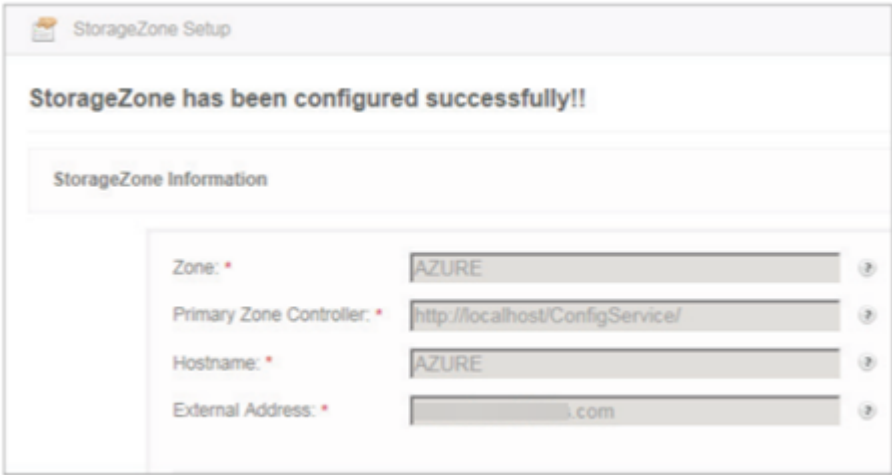 StorageZone Setup
StorageZone has been configured successfully!!
StorageZone Information
Zone: * AZURE
Primary Zone Controller: * http://localhost/ConfigService/
Hostname: * AZURE
External Address: * .com